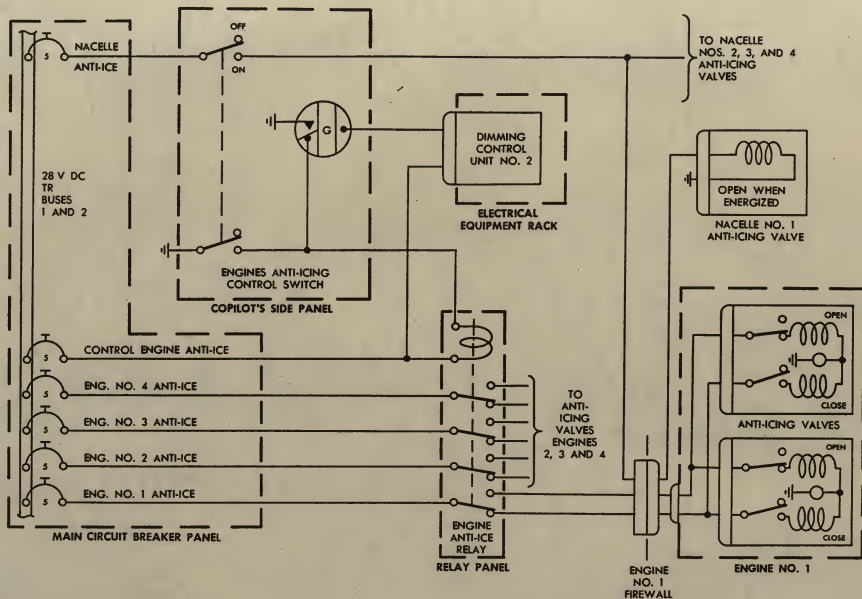 OFF
NACELLE
ANTI-ICE
5
ON
TO NACELLE
NOS. 2, 3, AND 4
ANTI-ICING
VALVES
G
DIMMING
CONTROL
UNIT NO. 2
28 V DC
TR
BUSES
1 AND 2
OPEN WHEN
ENERGIZED
ELECTRICAL
EQUIPMENT RACK
NACELLE NO. 1
ANTI-ICING VALVE
ENGINES ANTI-ICING
CONTROL SWITCH
COPILOT'S SIDE PANEL
CONTROL ENGINE ANTI-ICE
5
ENG. NO. 4 ANTI-ICE
5
ENG. NO. 3 ANTI-ICE
5
ENG. NO. 2 ANTI-ICE
5
ENG. NO. 1 ANTI-ICE
5
MAIN CIRCUIT BREAKER PANEL
TO
ANTI-
ICING
VALVES
ENGINES
2, 3 AND 4
ENGINE
ANTI-ICE
RELAY
RELAY PANEL
OPEN
CLOSE
ANTI-ICING VALVES
OPEN
CLOSE
ENGINE NO. 1
ENGINE
NO. 1
FIREWALL